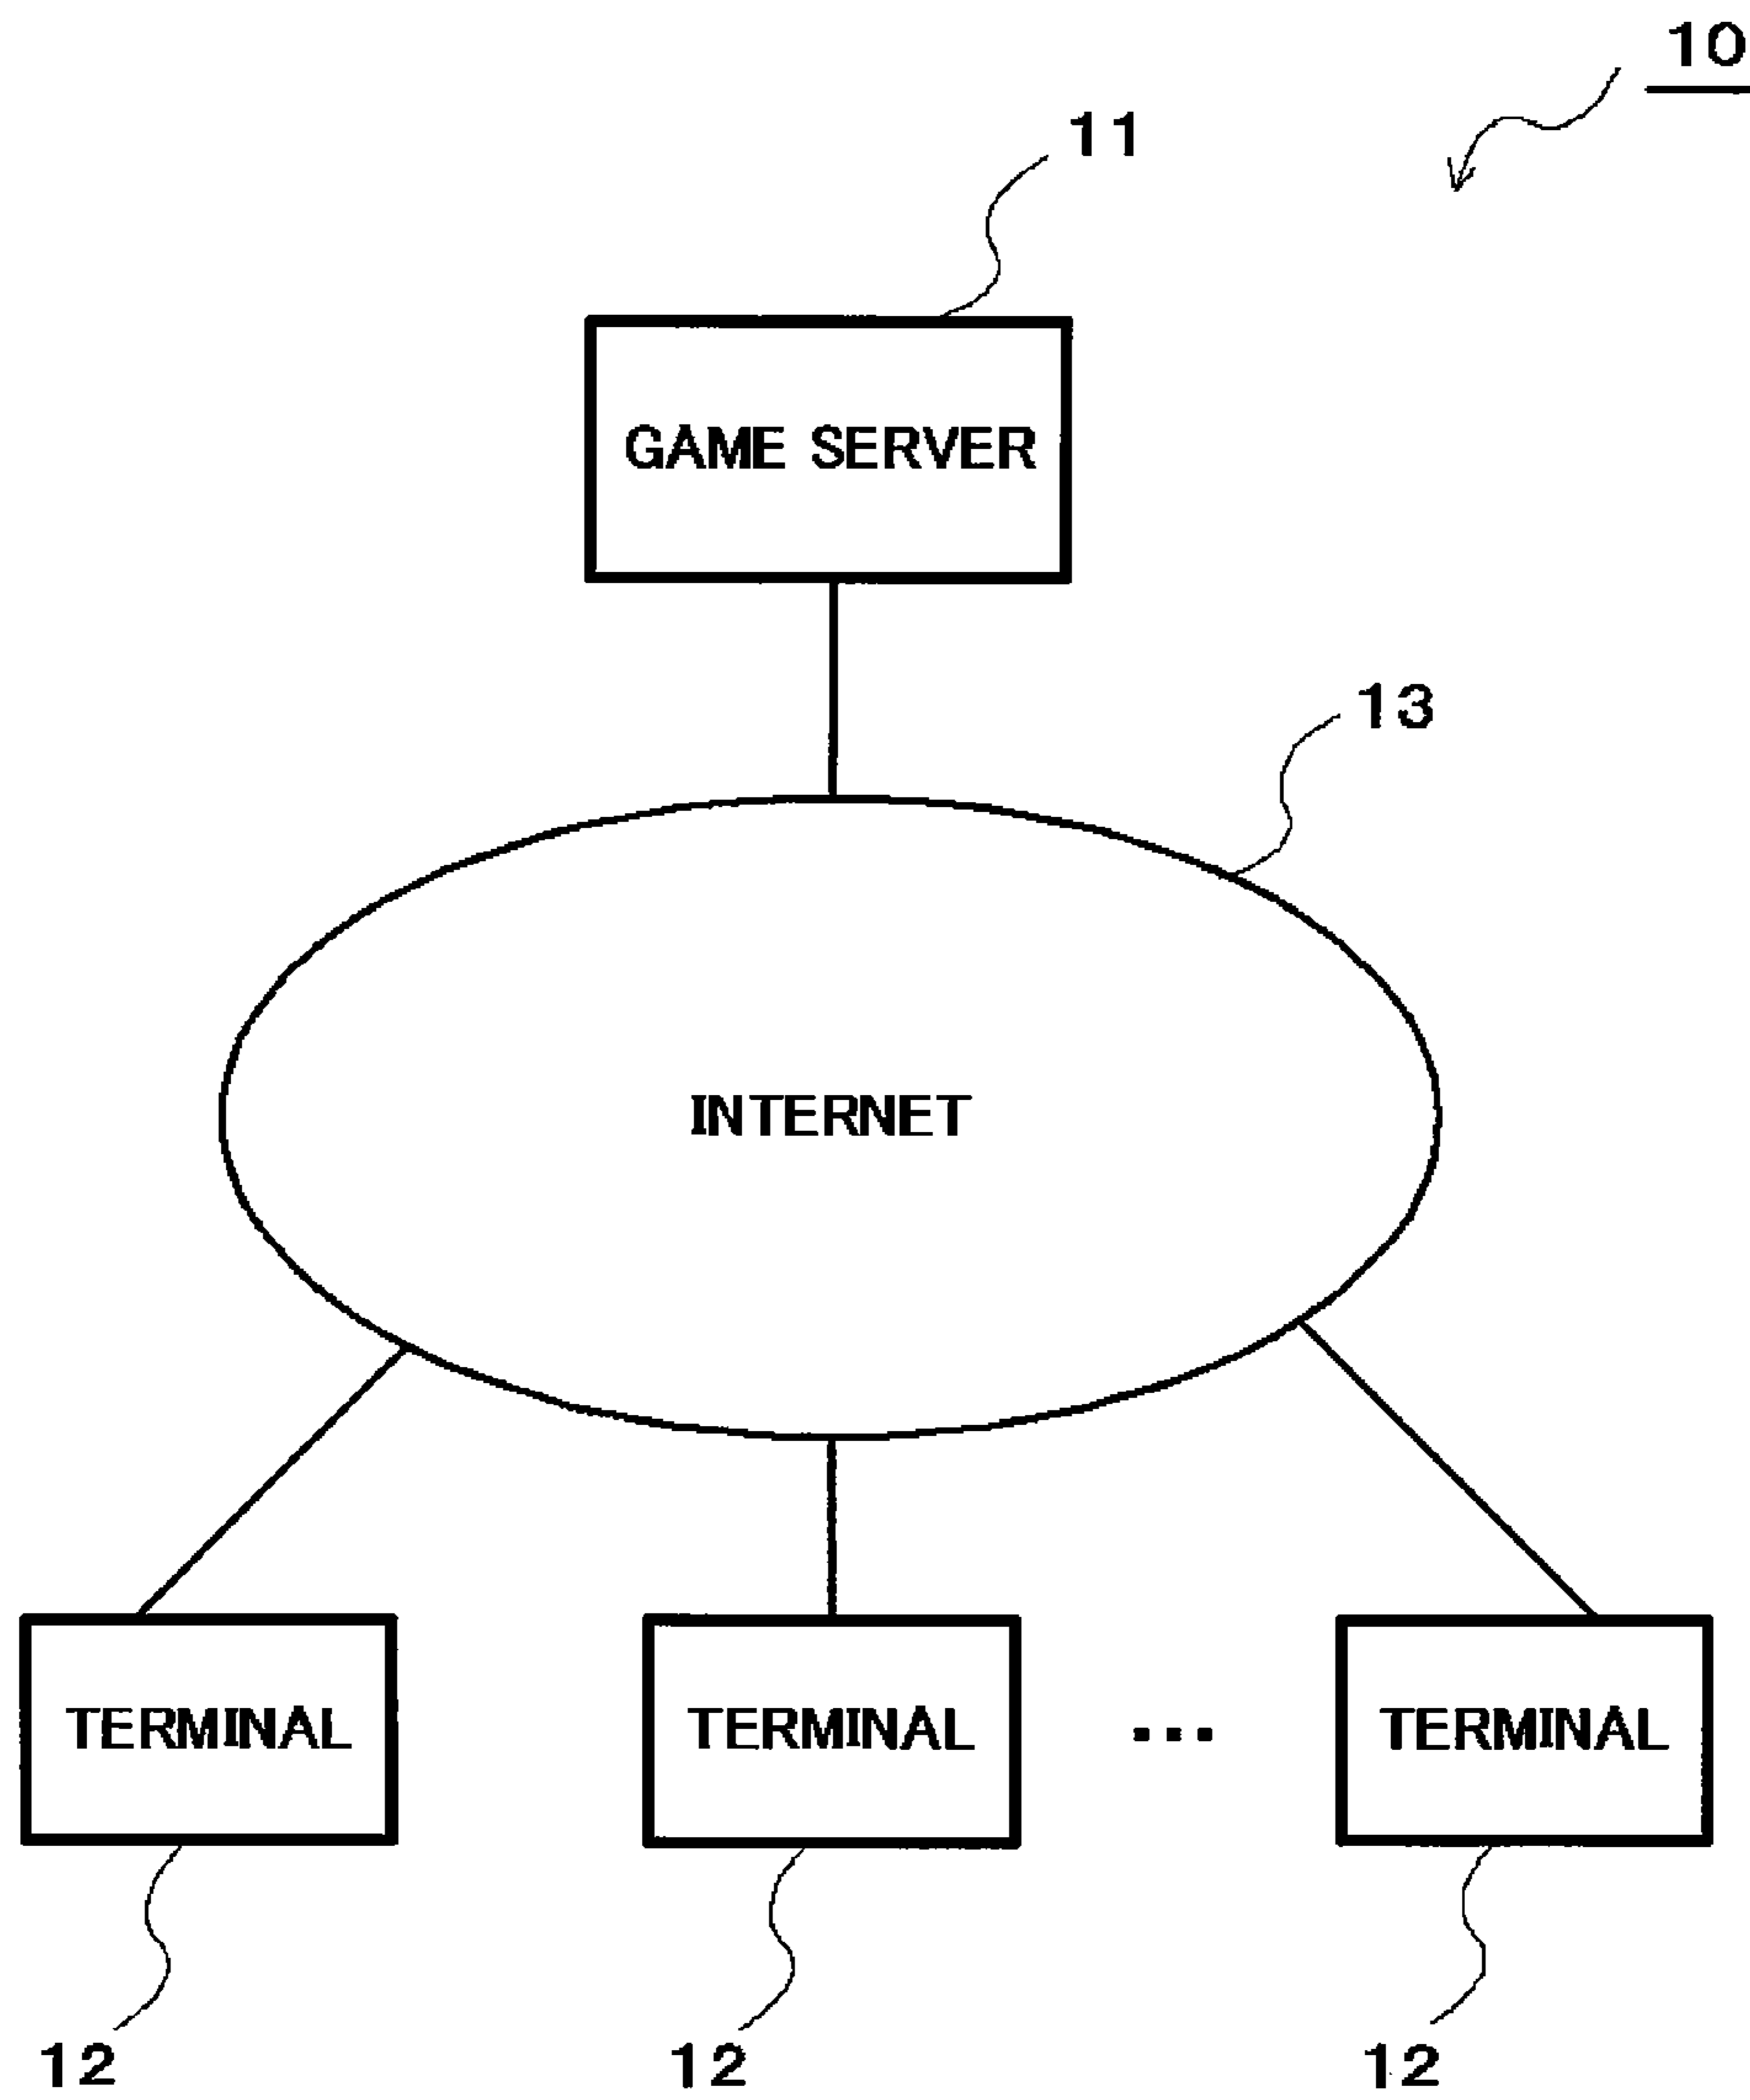 10
11
GAME SERVER
13
INTERNET
TERMINAL TERMINAL ... TERMINAL
12 12 12